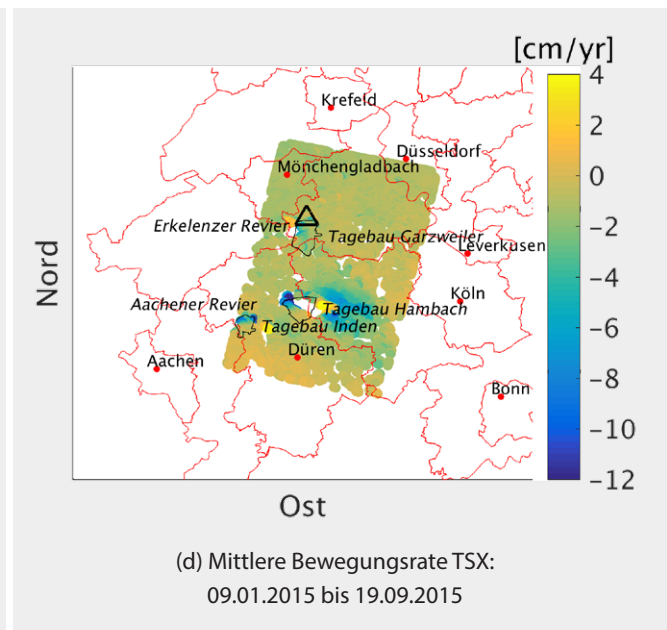 [cm/yr]
4
2
0
−2
−4
−6
−8
−10
−12
Krefeld
Düsseldorf
Mönchengladbach
Erkelenzer Revier
Tagebau Garzweiler
Leverkusen
Köln
Aachener Revier
Tagebau Hambach
Tagebau Inden
Düren
Aachen
Bonn
Nord
Ost
(d) Mittlere Bewegungsrate TSX:
09.01.2015 bis 19.09.2015